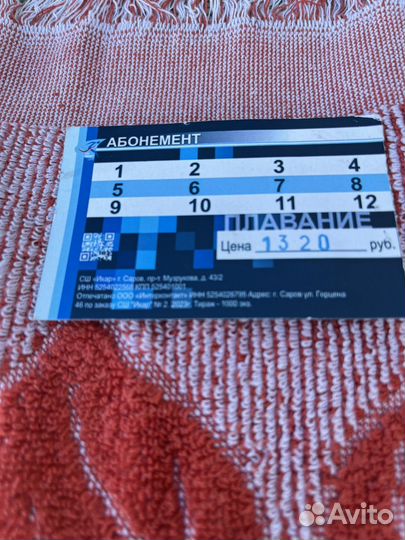 АБОНЕМЕНТ
1 2 3 4
5 6 7 8
9 10 11 12
ПЛАВАНИЕ
Цена 1320 руб.
СШ «Икар» г. Саров, пр-т Музрукова, д. 43/2
ИНН 5254022568 КПП 525401001
Отпечатано ООО «Интерконтакт» ИНН 5254028795 Адрес: г. Саров ул. Герцена
46 по заказу СШ "Икар" № 2. 2023г. Тираж - 1000 экз.
Avito